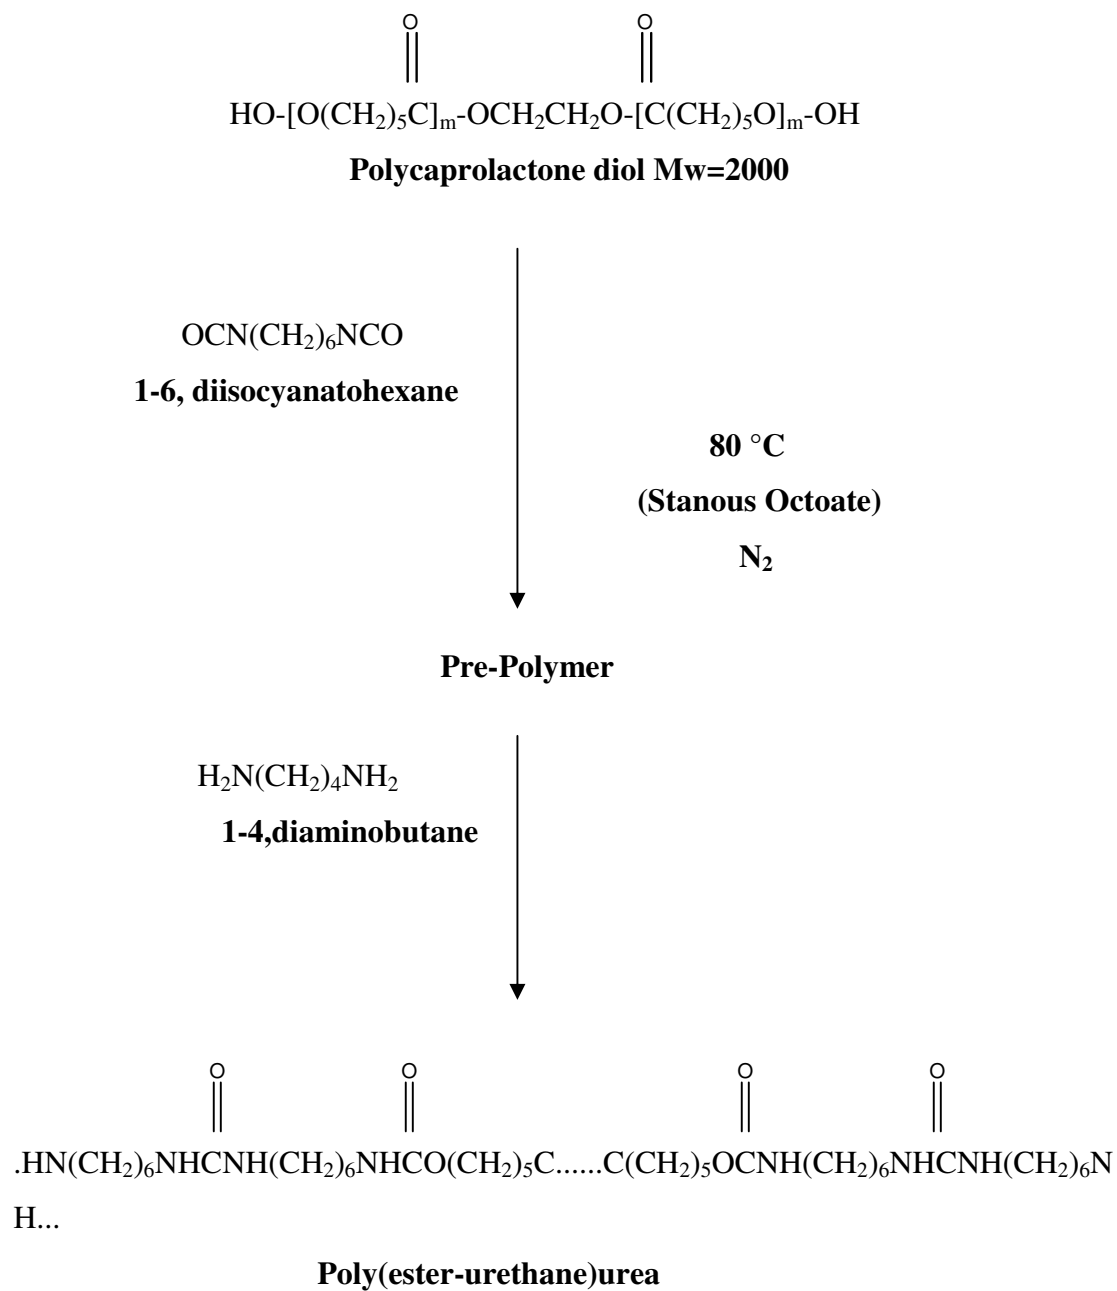 O O
HO-[O(CH₂)₅C]ₘ-OCH₂CH₂O-[C(CH₂)₅O]ₘ-OH
Polycaprolactone diol Mw=2000
OCN(CH₂)₆NCO
1-6, diisocyanatohexane
80 °C
(Stanous Octoate)
N₂
Pre-Polymer
H₂N(CH₂)₄NH₂
1-4,diaminobutane
O O O O
.HN(CH₂)₆NHCNH(CH₂)₆NHCO(CH₂)₅C......C(CH₂)₅OCNH(CH₂)₆NHCNH(CH₂)₆N
H...
Poly(ester-urethane)urea